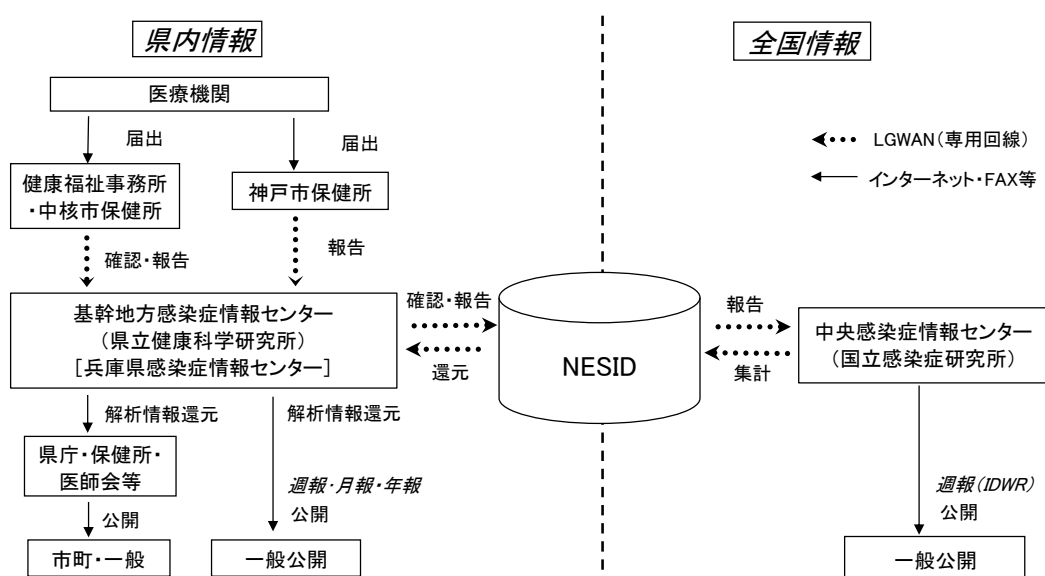 県内情報
全国情報
医療機関
届出
届出
LGWAN(専用回線)
インターネット・FAX等
健康福祉事務所
・中核市保健所
神戸市保健所
確認・報告
報告
基幹地方感染症情報センター
(県立健康科学研究所)
[兵庫県感染症情報センター]
確認・報告
還元
NESID
報告
集計
中央感染症情報センター
(国立感染症研究所)
解析情報還元
解析情報還元
県庁・保健所・
医師会等
週報・月報・年報
公開
週報(IDWR)
公開
公開
市町・一般
一般公開
一般公開